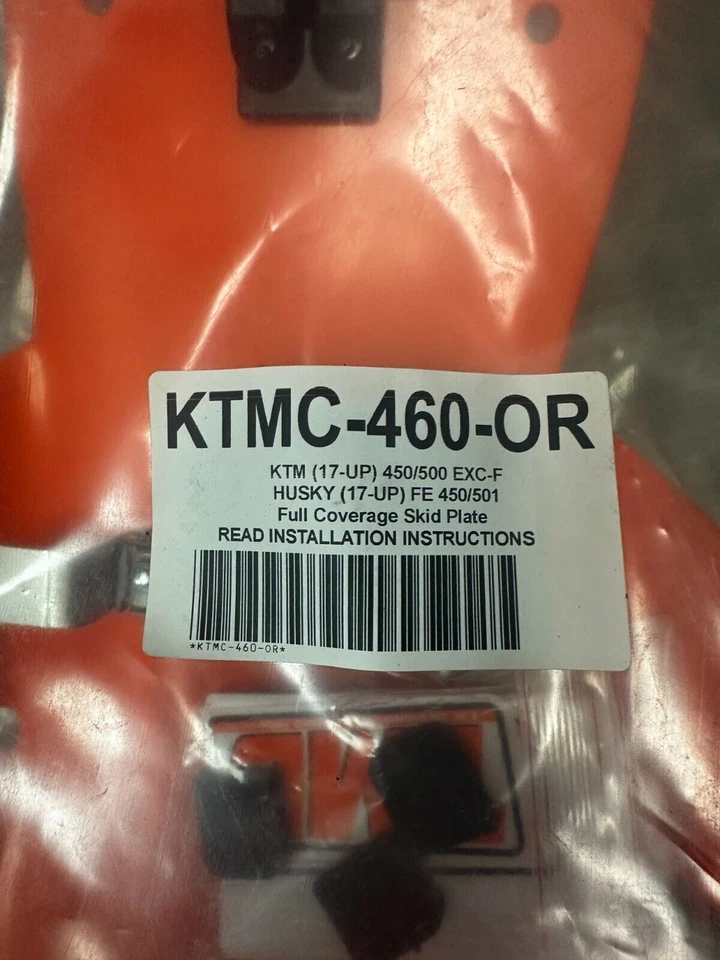 KTMC-460-OR
KTM (17-UP) 450/500 EXC-F
HUSKY (17-UP) FE 450/501
Full Coverage Skid Plate
READ INSTALLATION INSTRUCTIONS
*KTMC-460-OR*